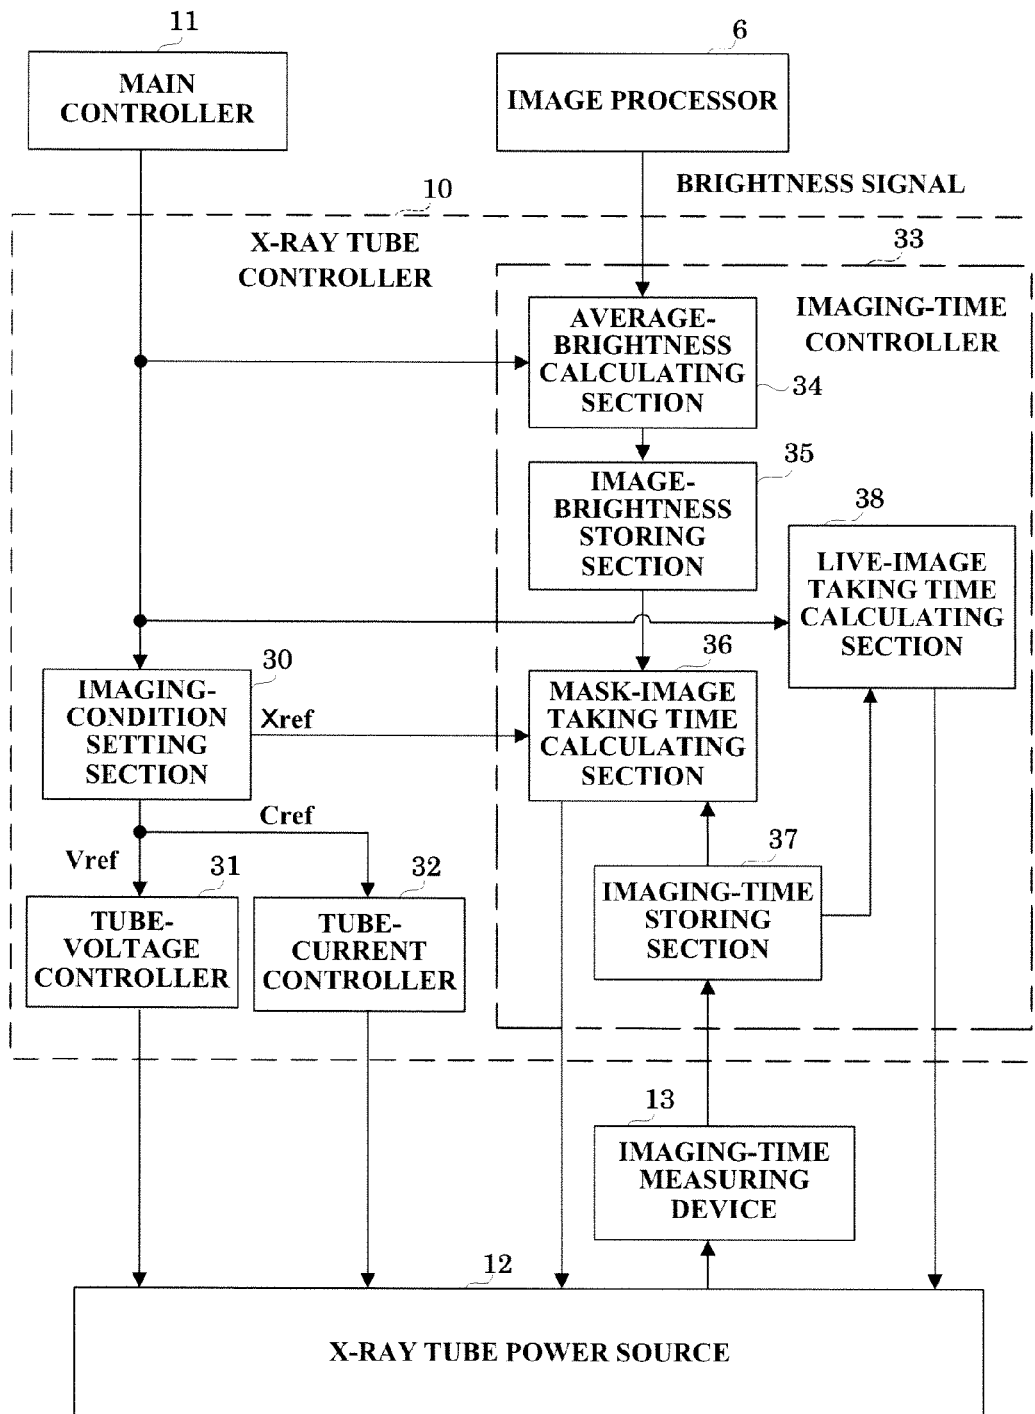 11
MAIN
CONTROLLER
6
IMAGE PROCESSOR
BRIGHTNESS SIGNAL
10
X-RAY TUBE
CONTROLLER
33
IMAGING-TIME
CONTROLLER
AVERAGE-
BRIGHTNESS
CALCULATING
SECTION
34
35
IMAGE-
BRIGHTNESS
STORING
SECTION
38
LIVE-IMAGE
TAKING TIME
CALCULATING
SECTION
30
IMAGING-
CONDITION
SETTING
SECTION
Xref
36
MASK-IMAGE
TAKING TIME
CALCULATING
SECTION
Cref
Vref
31
TUBE-
VOLTAGE
CONTROLLER
32
TUBE-
CURRENT
CONTROLLER
37
IMAGING-TIME
STORING
SECTION
13
IMAGING-TIME
MEASURING
DEVICE
12
X-RAY TUBE POWER SOURCE